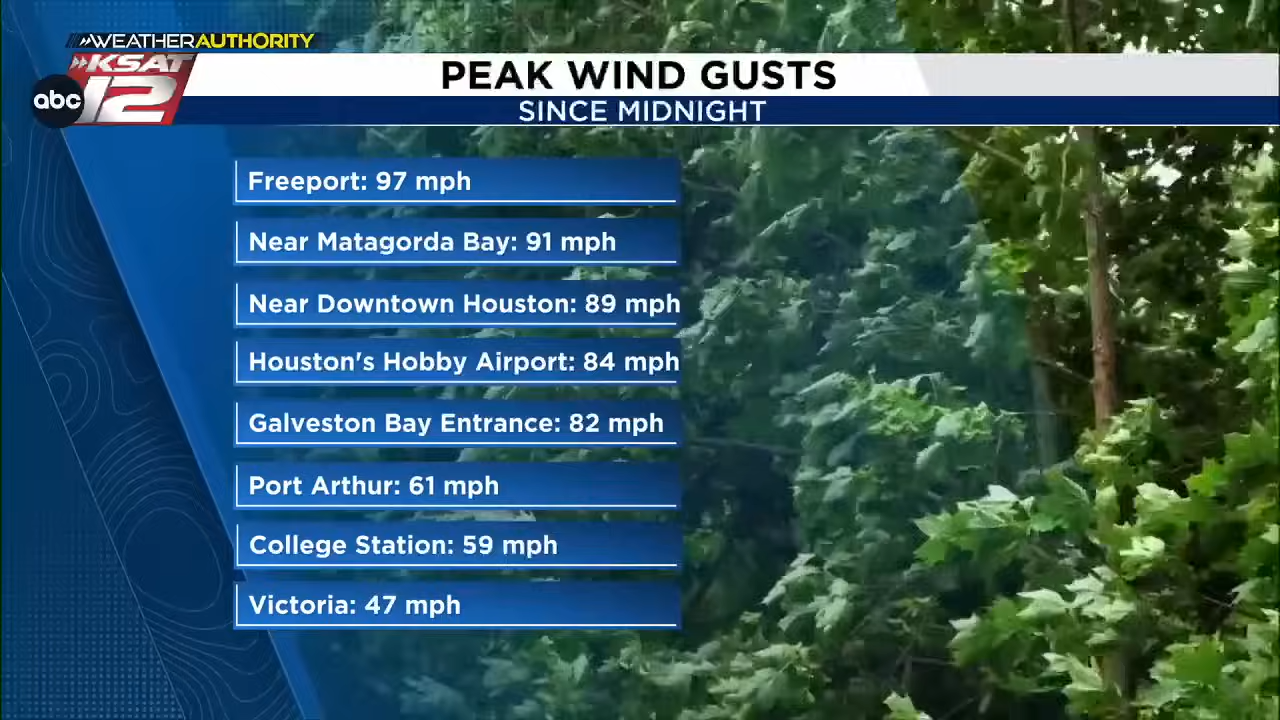 WEATHERAUTHORITY
KSAT
abc 12
PEAK WIND GUSTS
SINCE MIDNIGHT
Freeport: 97 mph
Near Matagorda Bay: 91 mph
Near Downtown Houston: 89 mph
Houston's Hobby Airport: 84 mph
Galveston Bay Entrance: 82 mph
Port Arthur: 61 mph
College Station: 59 mph
Victoria: 47 mph